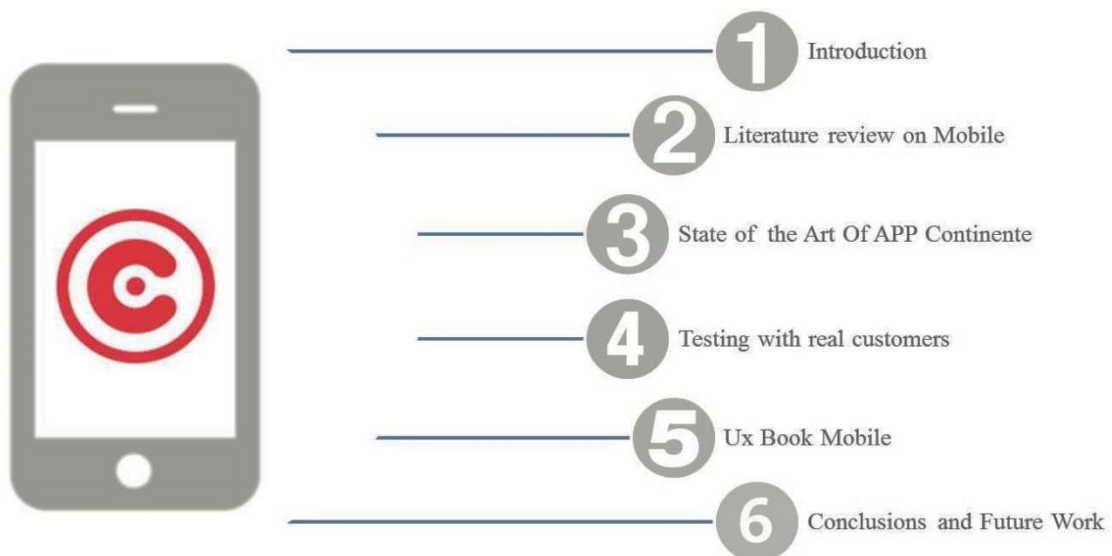 1 Introduction
2 Literature review on Mobile
3 State of the Art Of APP Continente
4 Testing with real customers
5 Ux Book Mobile
6 Conclusions and Future Work